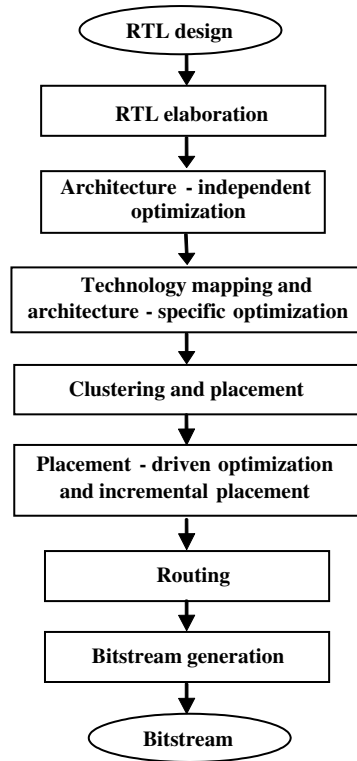 RTL design
RTL elaboration
Architecture - independent
optimization
Technology mapping and
architecture - specific optimization
Clustering and placement
Placement - driven optimization
and incremental placement
Routing
Bitstream generation
Bitstream